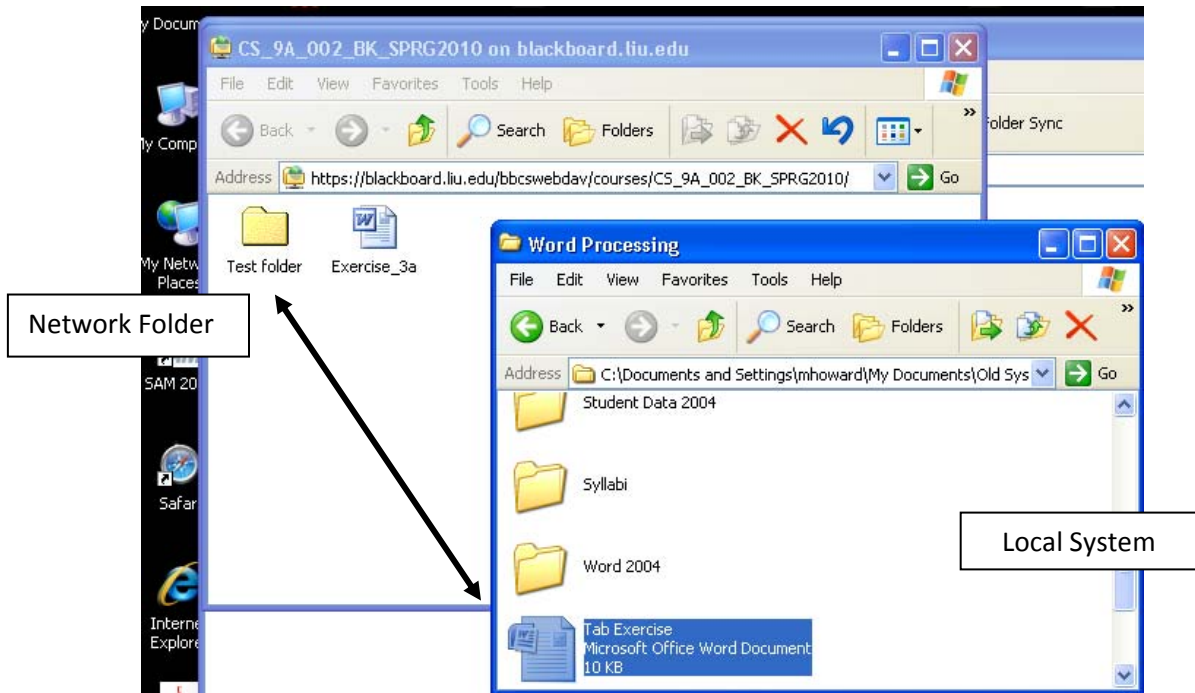 y Docum
CS_9A_002_BK_SPRG2010 on blackboard.liu.edu
File Edit View Favorites Tools Help
Back Search Folders »
older Sync
My Comp
Address https://blackboard.liu.edu/bbcswebdav/courses/CS_9A_002_BK_SPRG2010/ Go
Test folder Exercise_3a
My Netw
Places
Network Folder
SAM 20
Safar
Interne
Explore
Word Processing
File Edit View Favorites Tools Help
Back Search Folders »
Address C:\Documents and Settings\mhoward\My Documents\Old Sys Go
Student Data 2004
Syllabi
Local System
Word 2004
Tab Exercise
Microsoft Office Word Document
10 KB